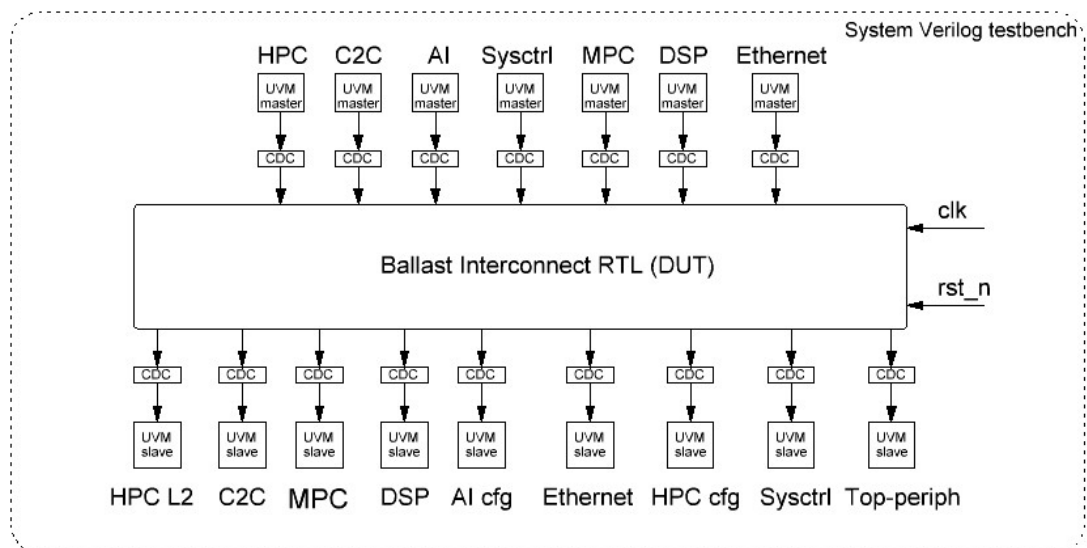 System Verilog testbench
HPC C2C AI Sysctrl MPC DSP Ethernet
UVM master UVM master UVM master UVM master UVM master UVM master UVM master
CDC CDC CDC CDC CDC CDC CDC
clk
Ballast Interconnect RTL (DUT)
rst_n
CDC CDC CDC CDC CDC CDC CDC CDC CDC
UVM slave UVM slave UVM slave UVM slave UVM slave UVM slave UVM slave UVM slave UVM slave
HPC L2 C2C MPC DSP AI cfg Ethernet HPC cfg Sysctrl Top-periph